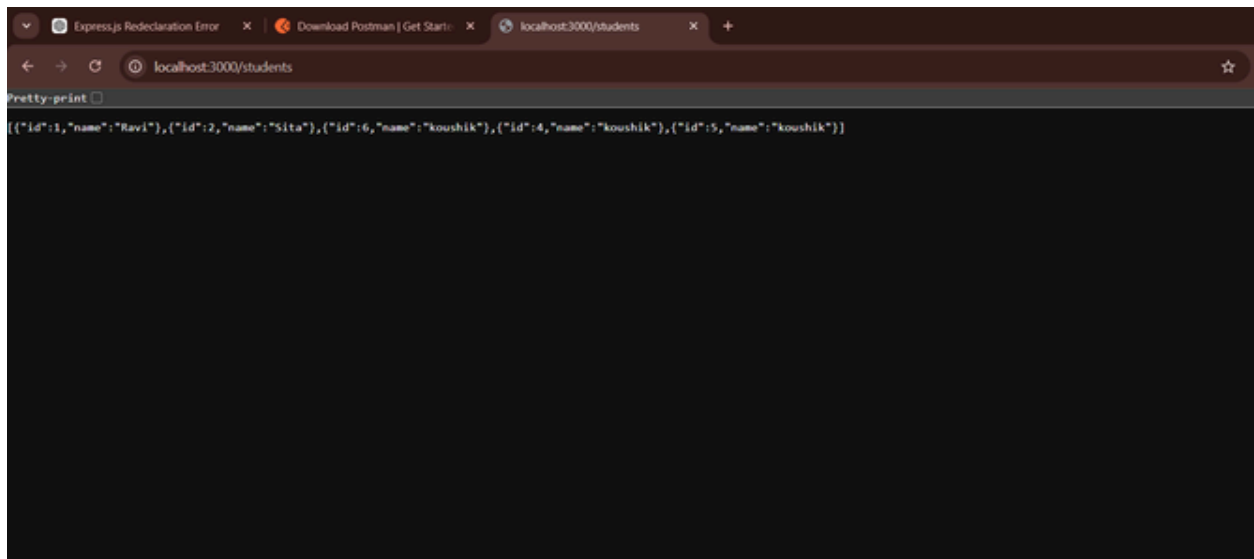 Express.js Redeclaration Error
Download Postman | Get Starte
localhost:3000/students
localhost:3000/students
Pretty-print
[{"id":1,"name":"Ravi"},{"id":2,"name":"Sita"},{"id":6,"name":"koushik"},{"id":4,"name":"koushik"},{"id":5,"name":"koushik"}]